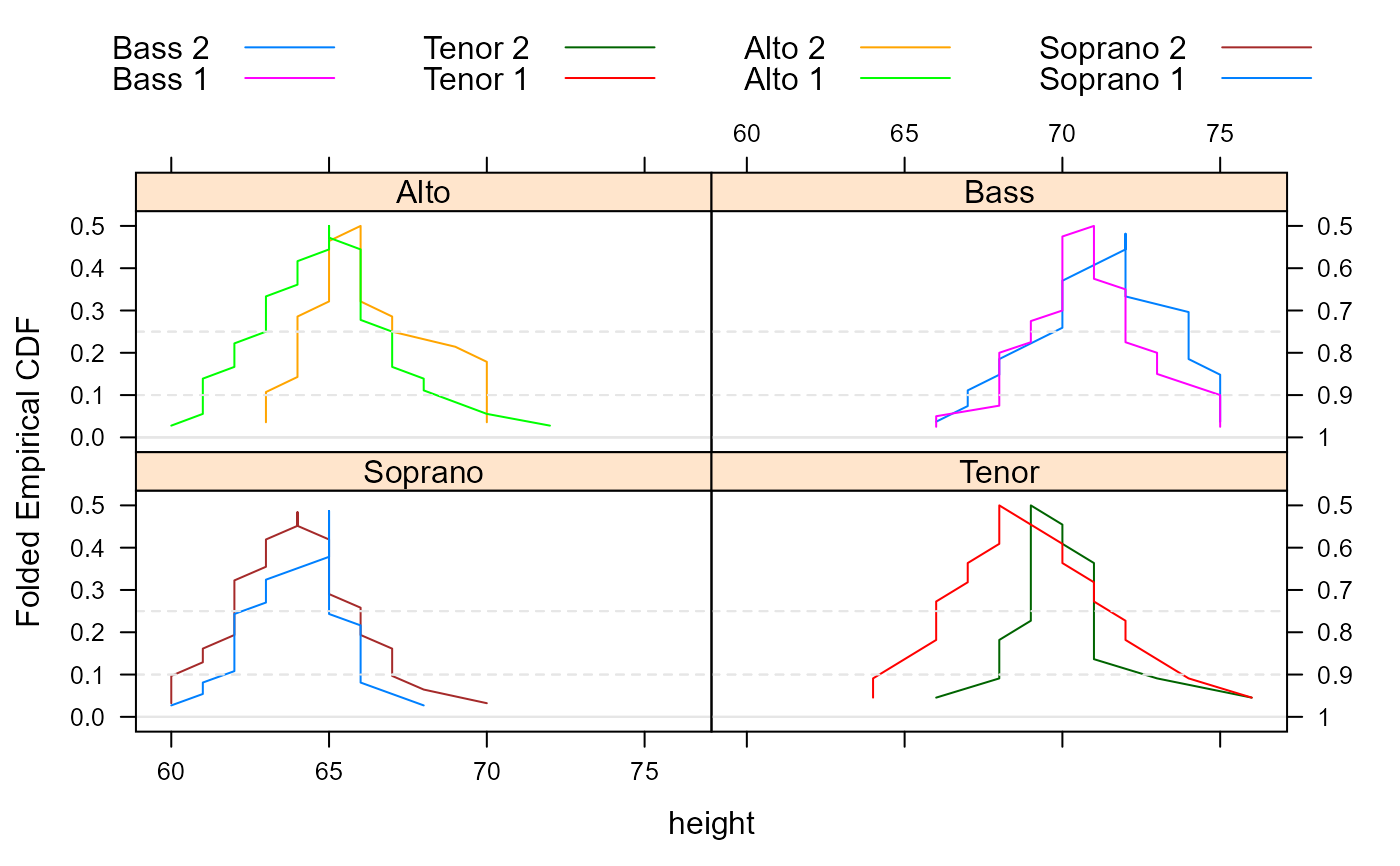 Bass 2 Tenor 2 Alto 2 Soprano 2
Bass 1 Tenor 1 Alto 1 Soprano 1
60 65 70 75
Alto Bass
0.5 0.5
0.4 0.6
0.3 0.7
0.2 0.8
0.1 0.9
0.0 1
Soprano Tenor
0.5 0.5
0.4 0.6
0.3 0.7
0.2 0.8
0.1 0.9
0.0 1
60 65 70 75
height
Folded Empirical CDF